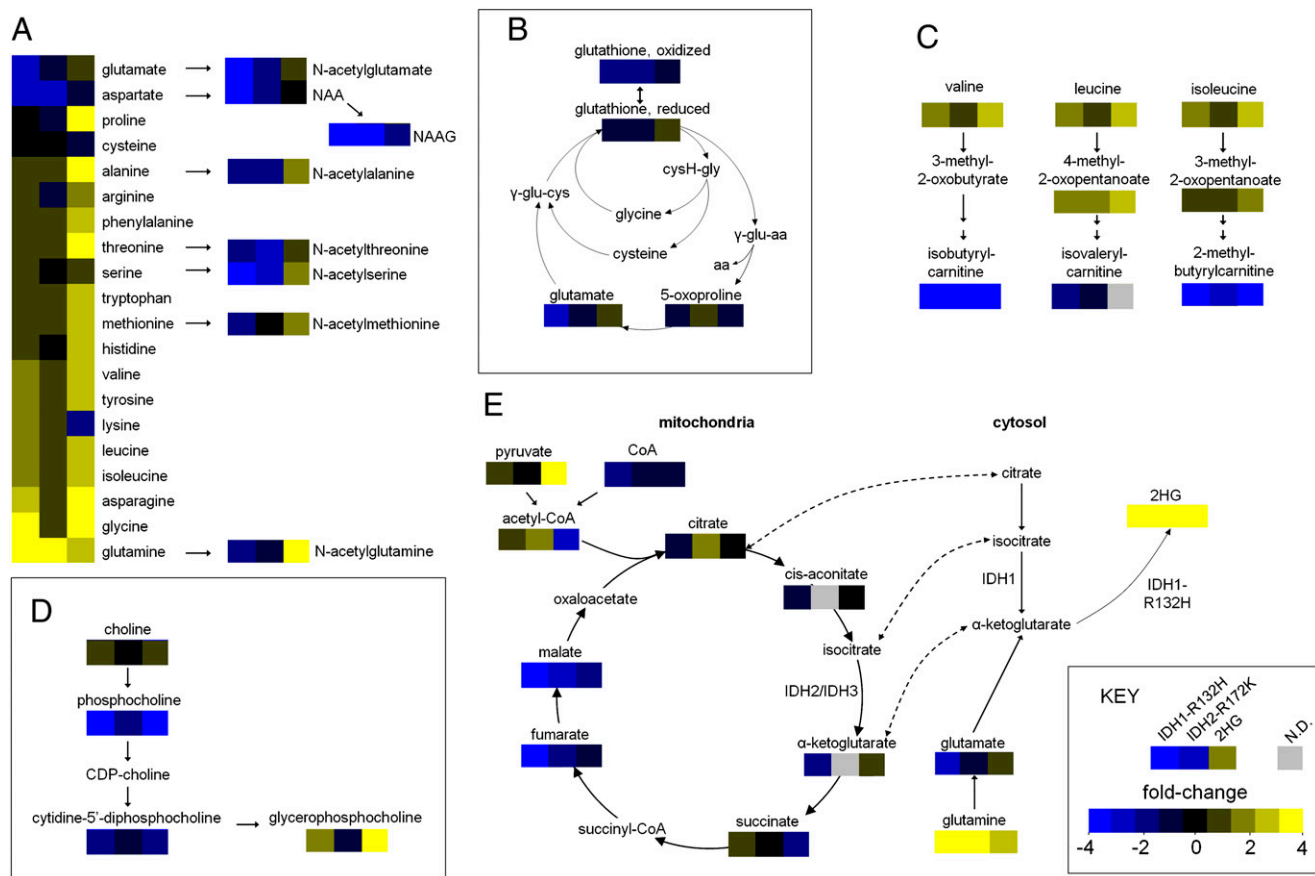 A
glutamate
N-acetylglutamate
aspartate
NAA
proline
NAAG
cysteine
alanine
N-acetylalanine
arginine
phenylalanine
threonine
N-acetylthreonine
serine
N-acetylserine
tryptophan
methionine
N-acetylmethionine
histidine
valine
tyrosine
lysine
leucine
isoleucine
asparagine
glycine
glutamine
N-acetylglutamine
B
glutathione, oxidized
glutathione, reduced
cysH-gly
γ-glu-cys
glycine
γ-glu-aa
cysteine
aa
glutamate
5-oxoproline
C
valine
leucine
isoleucine
3-methyl-
2-oxobutyrate
4-methyl-
2-oxopentanoate
3-methyl-
2-oxopentanoate
isobutyryl-
carnitine
isovaleryl-
carnitine
2-methyl-
butyrylcarnitine
D
choline
phosphocholine
CDP-choline
cytidine-5'-diphosphocholine
glycerophosphocholine
E
mitochondria
cytosol
pyruvate
CoA
acetyl-CoA
citrate
cis-aconitate
oxaloacetate
isocitrate
malate
IDH2/IDH3
fumarate
α-ketoglutarate
succinyl-CoA
succinate
citrate
isocitrate
IDH1
α-ketoglutarate
2HG
IDH1-
R132H
glutamate
glutamine
KEY
IDH1-R132H
IDH2-R172K
2HG
N.D.
fold-change
-4 -2 0 2 4